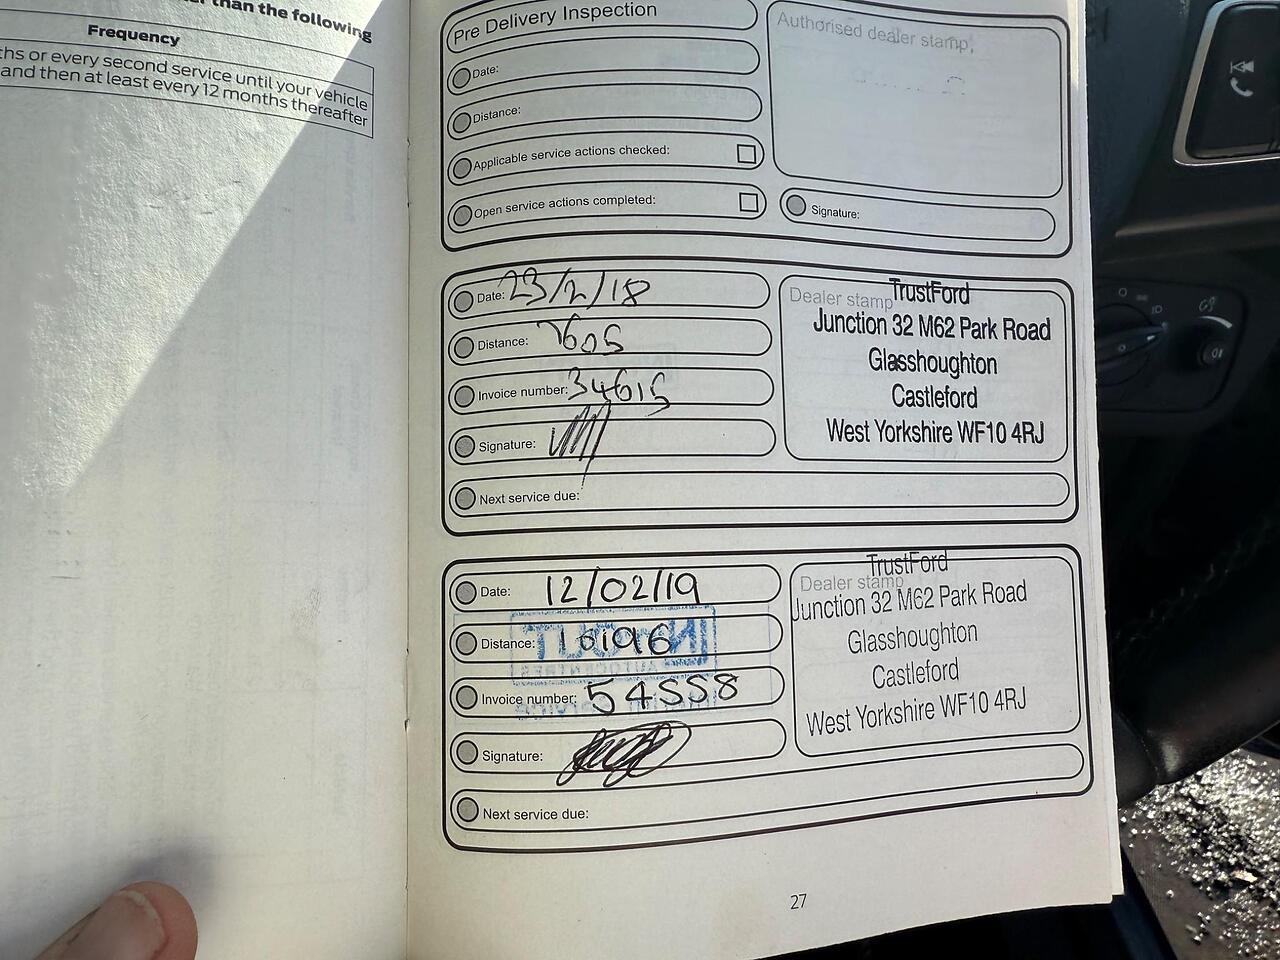 than the following
Frequency
ths or every second service until your vehicle
and then at least every 12 months thereafter
Pre Delivery Inspection
Date:
Distance:
Applicable service actions checked:
Open service actions completed:
Authorised dealer stamp,
Signature:
Date: 23/2/18
Distance: 7605
Invoice number: 34615
Signature:
Next service due:
Dealer stamp
TrustFord
Junction 32 M62 Park Road
Glasshoughton
Castleford
West Yorkshire WF10 4RJ
Date: 12/02/19
Distance: 16196
Invoice number: 54558
Signature:
Next service due:
Dealer stamp
TrustFord
Junction 32 M62 Park Road
Glasshoughton
Castleford
West Yorkshire WF10 4RJ
27